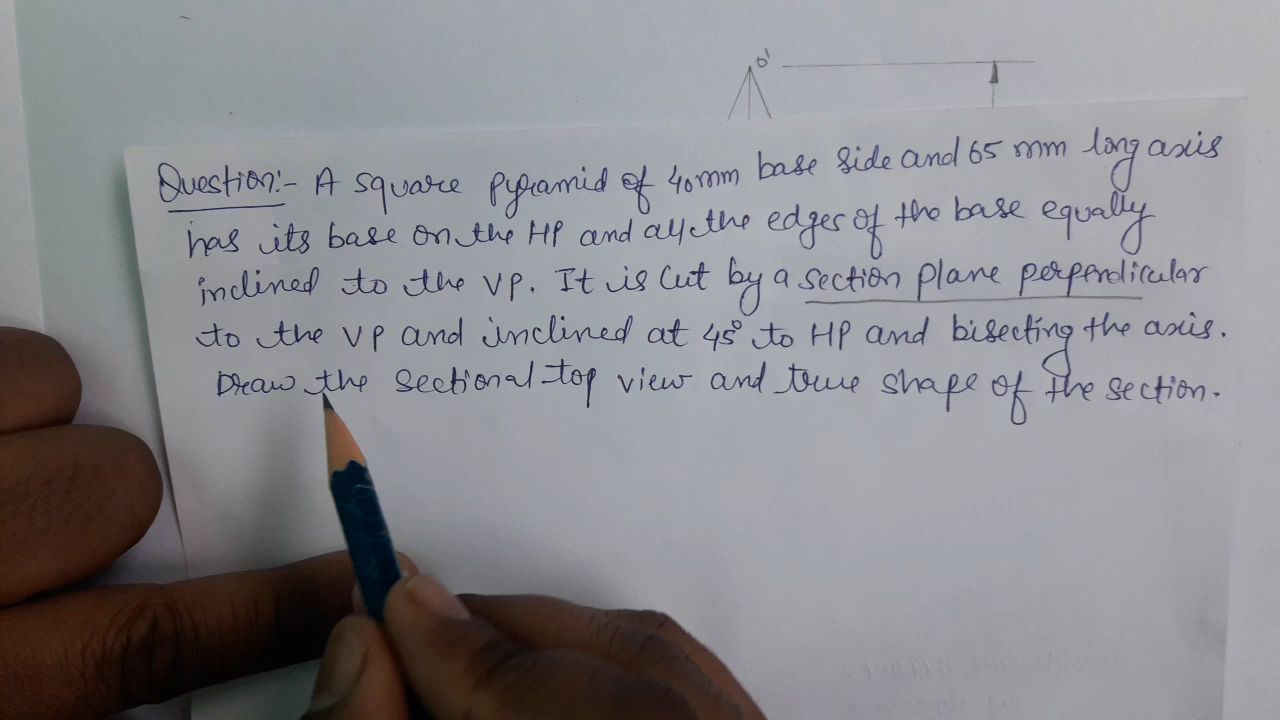 o'
Question:- A square pyramid of 40mm base side and 65 mm long axis
has its base on the HP and all the edges of the base equally
inclined to the VP. It is cut by a section plane perpendicular
to the VP and inclined at 45° to HP and bisecting the axis.
Draw the sectional top view and true shape of the section.